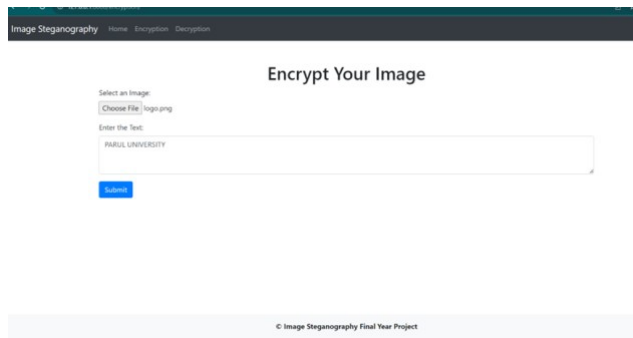 Image Steganography Home Encryption Decryption
Encrypt Your Image
Select an Image:
Choose File logo.png
Enter the Text:
PARUL UNIVERSITY
Submit
© Image Steganography Final Year Project